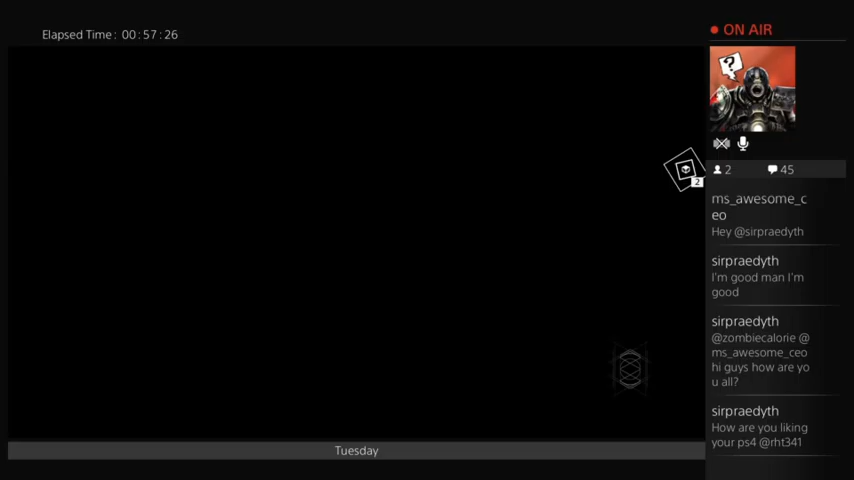 Elapsed Time: 00:57:26
ON AIR
?
2
45
2
ms_awesome_c
eo
Hey @sirpraedyth
sirpraedyth
I'm good man I'm
good
sirpraedyth
@zombiecalorie @
ms_awesome_ceo
hi guys how are yo
u all?
sirpraedyth
How are you liking
your ps4 @rht341
Tuesday